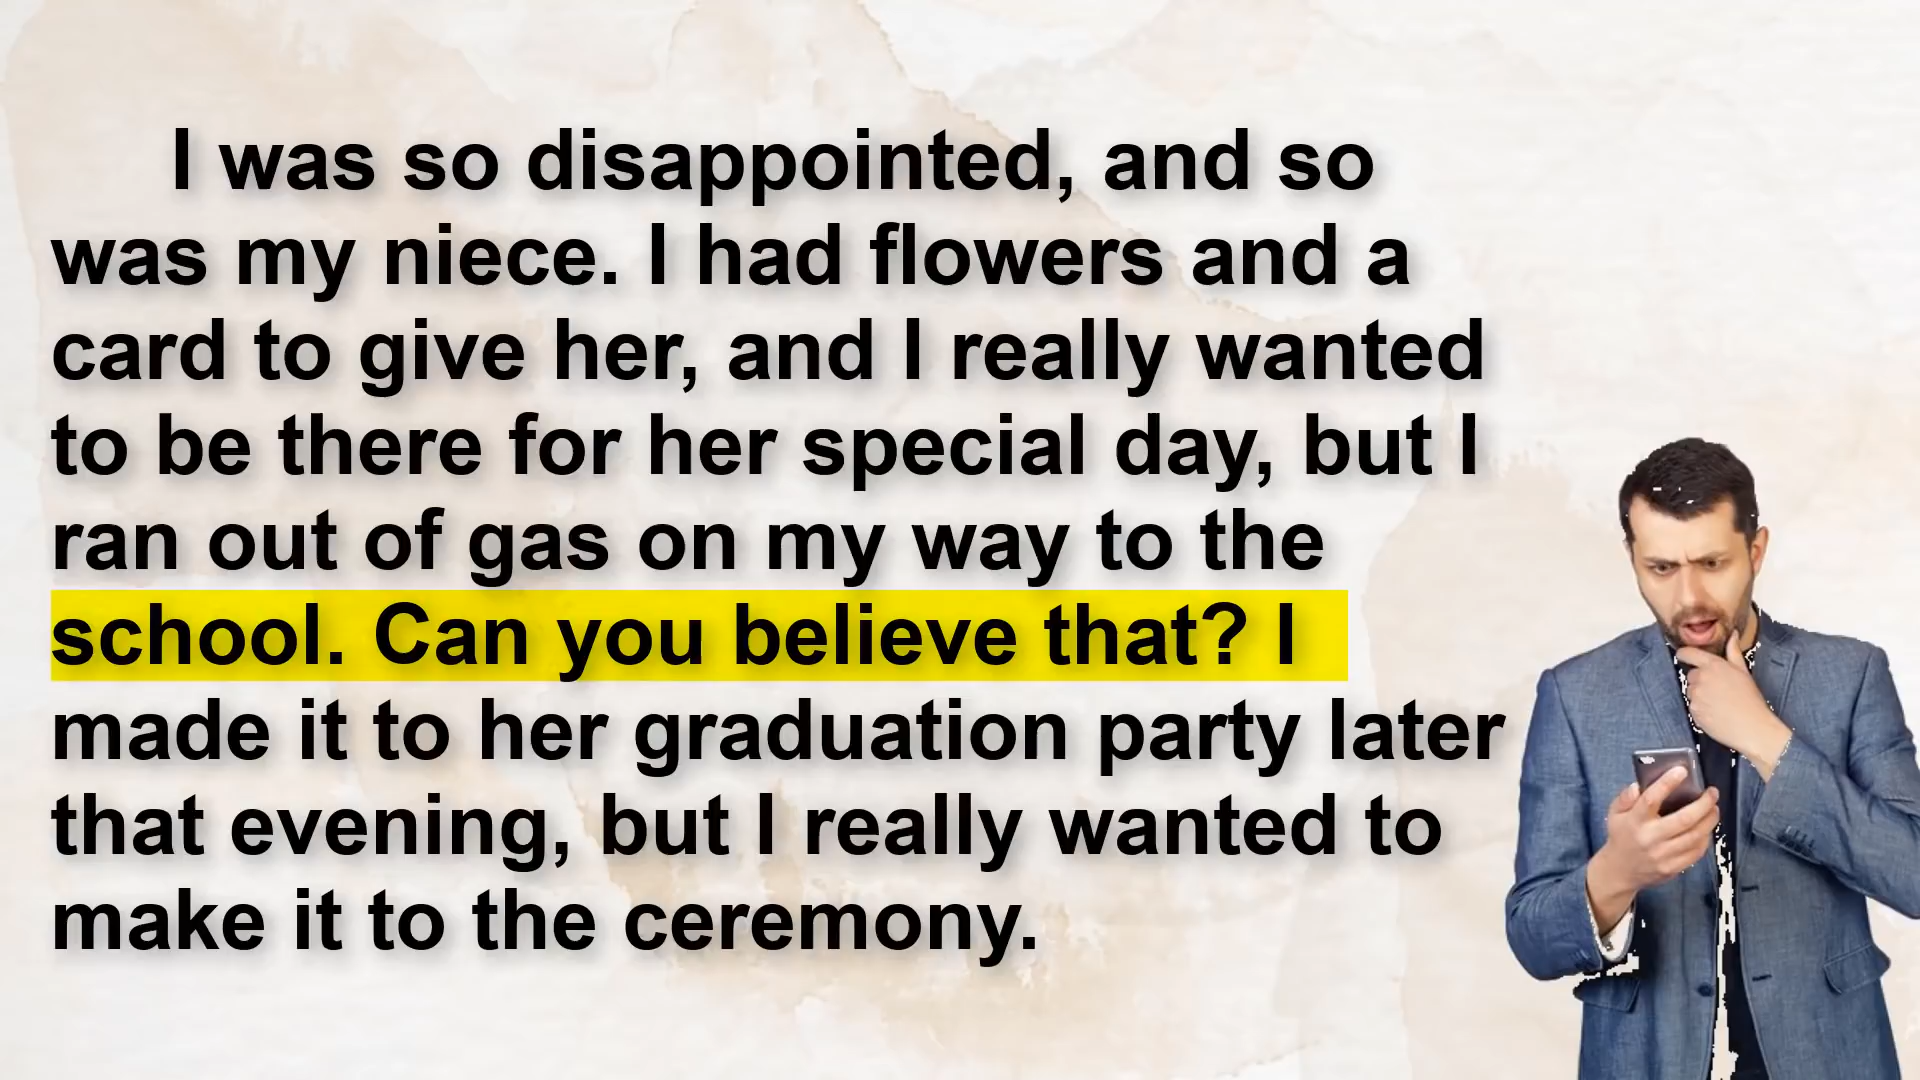 I was so disappointed, and so
was my niece. I had flowers and a
card to give her, and I really wanted
to be there for her special day, but I
ran out of gas on my way to the
school. Can you believe that? I
made it to her graduation party later
that evening, but I really wanted to
make it to the ceremony.